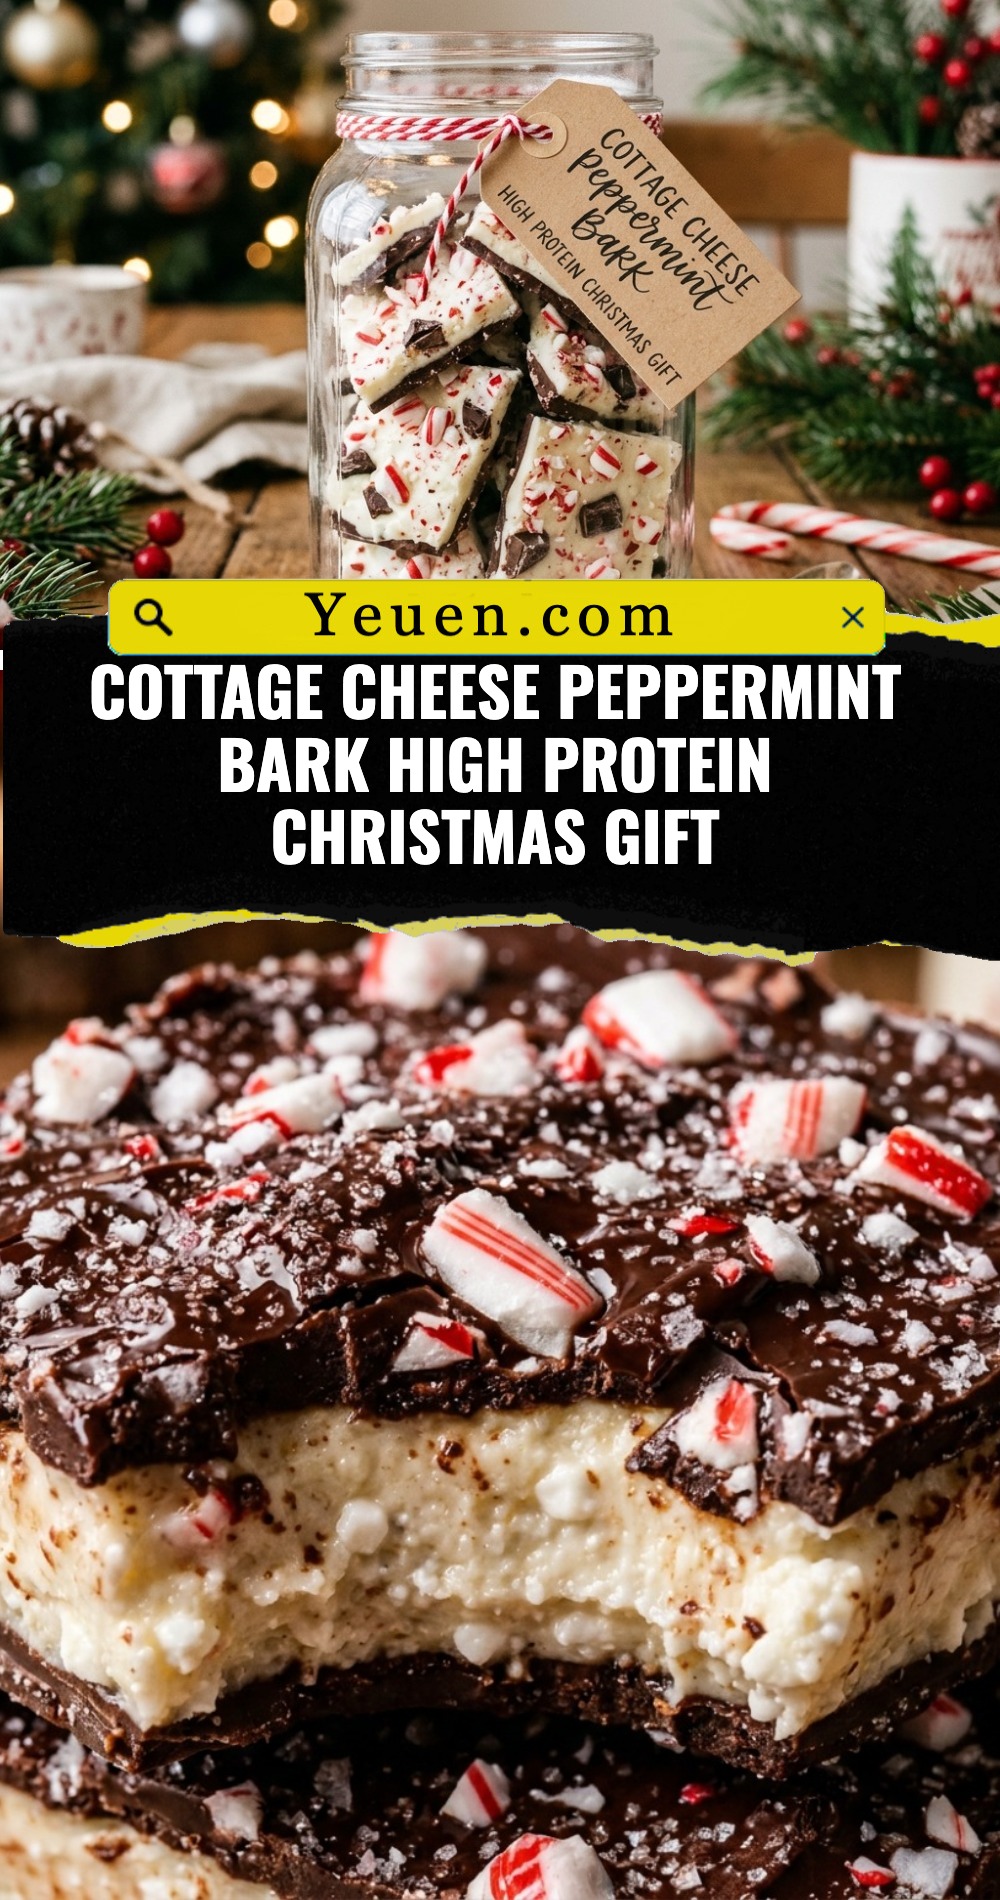 COTTAGE CHEESE
Peppermint
Bark
HIGH PROTEIN CHRISTMAS GIFT
Yeuen.com
COTTAGE CHEESE PEPPERMINT
BARK HIGH PROTEIN
CHRISTMAS GIFT